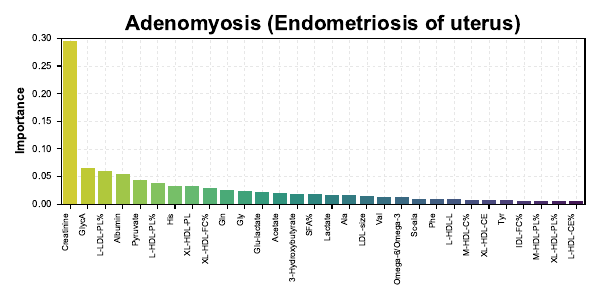 Adenomyosis (Endometriosis of uterus)
0.30
0.25
0.20
0.15
0.10
0.05
0.00
Importance
Creatinine
GlycA
L-LDL-PL%
Albumin
Pyruvate
L-HDL-PL%
His
XL-HDL-PL
XL-HDL-FC%
Gln
Gly
Glu-lactate
Acetate
3-Hydroxybutyrate
SFA%
Lactate
Ala
LDL-size
Val
Omega-6/Omega-3
Phe
L-HDL-L
M-HDL-C%
XL-HDL-CE
Tyr
IDL-FC%
M-HDL-PL%
XL-HDL-PL%
L-HDL-CE%